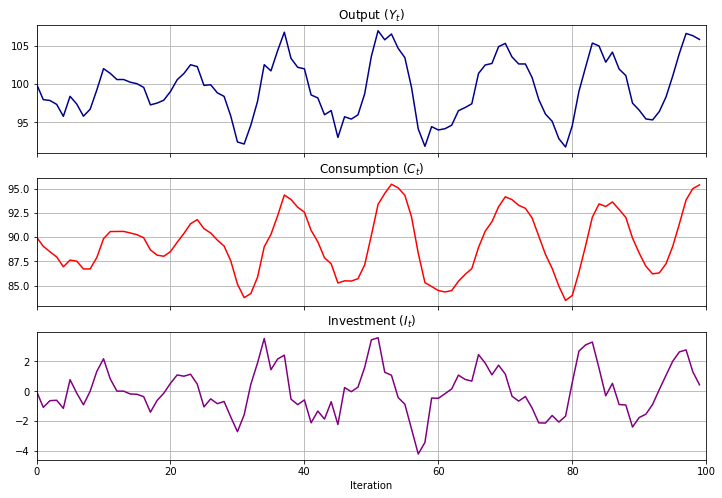 Output (Y_t)
105
100
95
Consumption (C_t)
95.0
92.5
90.0
87.5
85.0
Investment (I_t)
2
0
−2
−4
0 20 40 60 80 100
Iteration